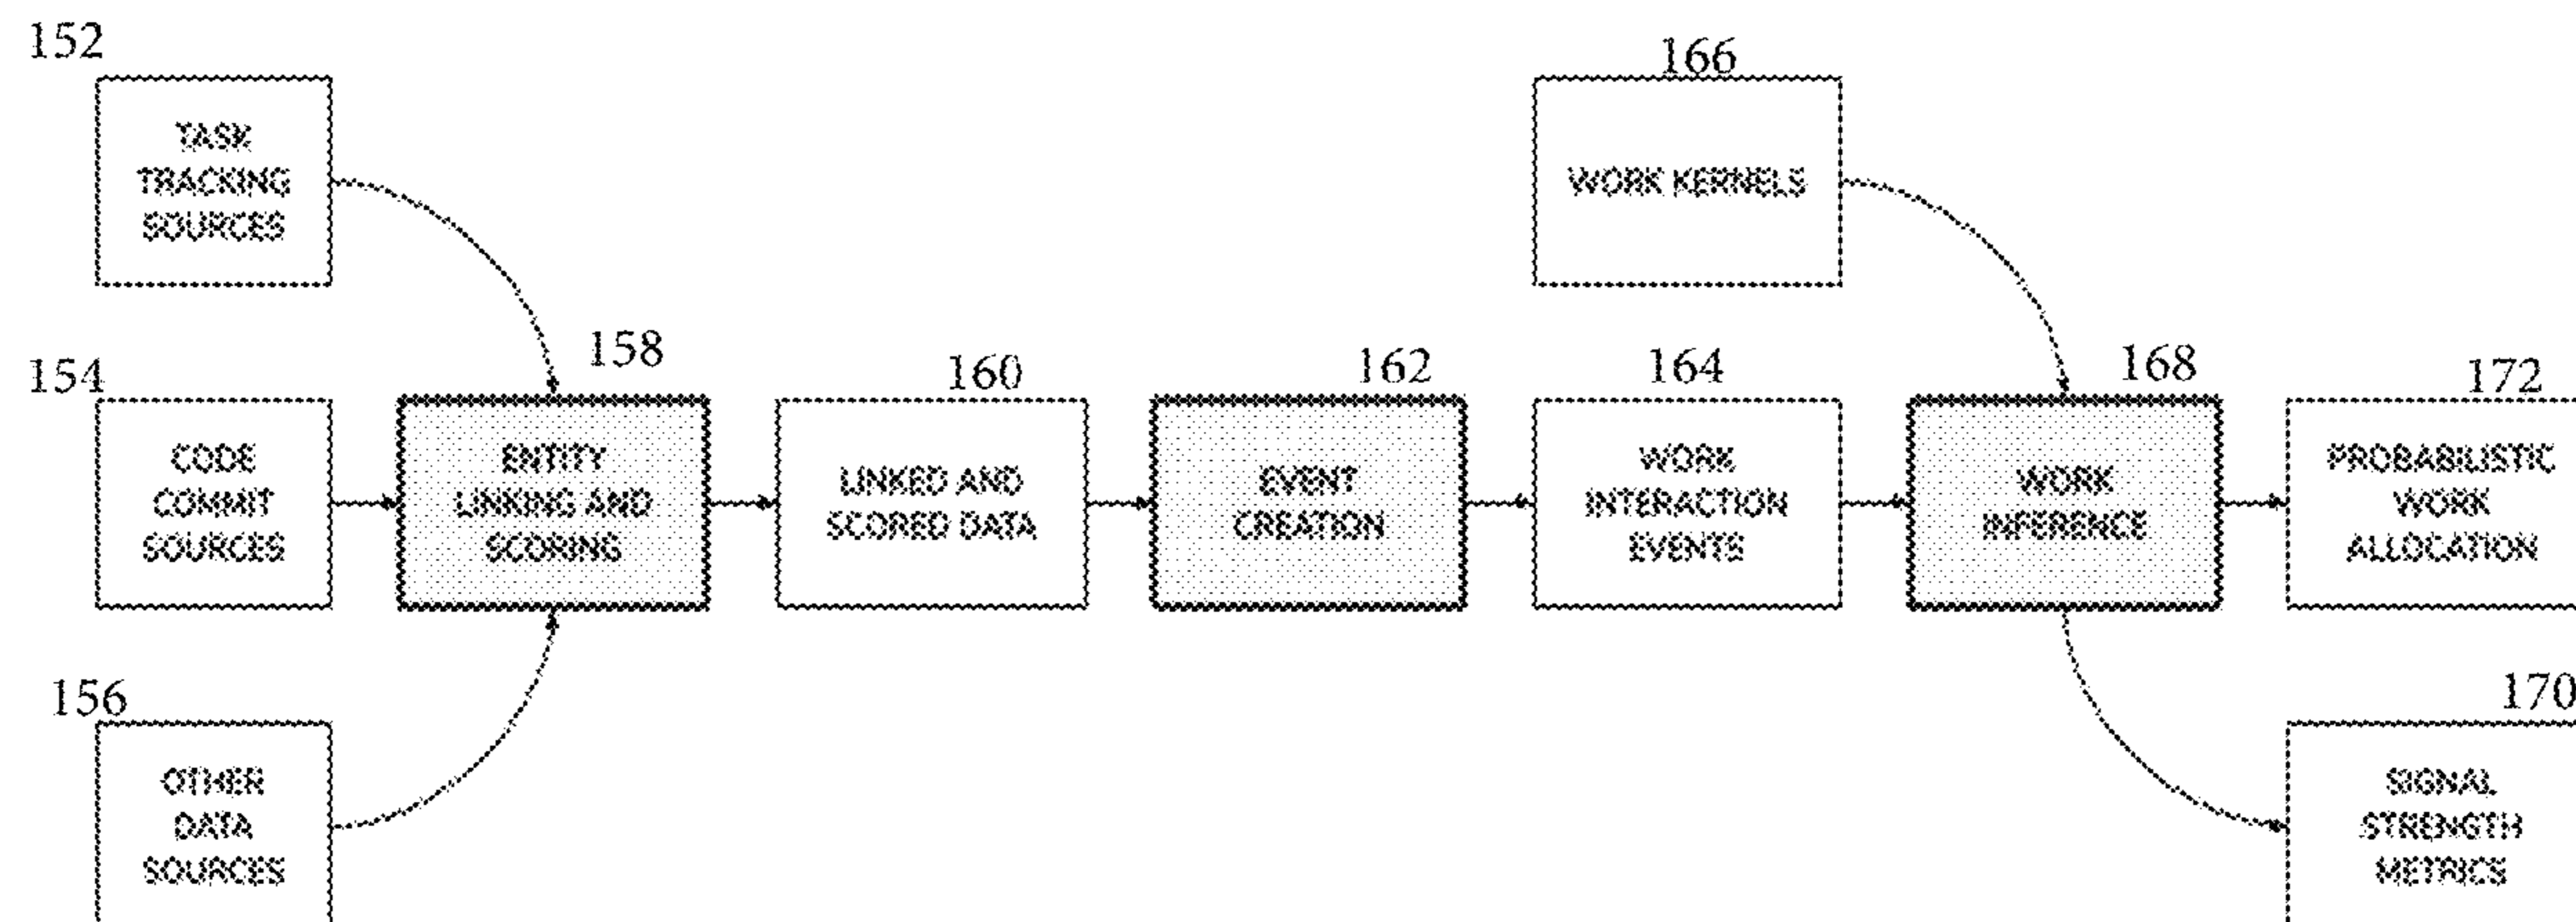 152
TASK
TRACKING
SOURCES
166
WORK KERNELS
154
CODE
COMMIT
SOURCES
158
ENTITY
LINKING AND
SCORING
160
LINKED AND
SCORED DATA
162
EVENT
CREATION
164
WORK
INTERACTION
EVENTS
168
WORK
INFERENCE
172
PROBABILISTIC
WORK
ALLOCATION
156
OTHER
DATA
SOURCES
170
SIGNAL
STRENGTH
METRICS